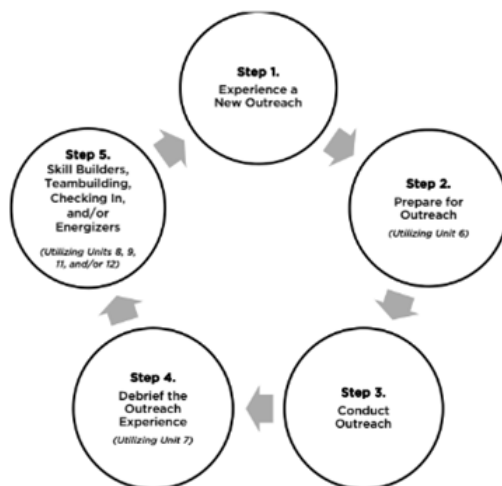 Step 1.
Experience a
New Outreach
Step 2.
Prepare for
Outreach
(Utilizing Unit 6)
Step 3.
Conduct
Outreach
Step 4.
Debrief the
Outreach
Experience
(Utilizing Unit 7)
Step 5.
Skill Builders,
Teambuilding,
Checking In,
and/or
Energizers
(Utilizing Units 8, 9,
11, and/or 12)